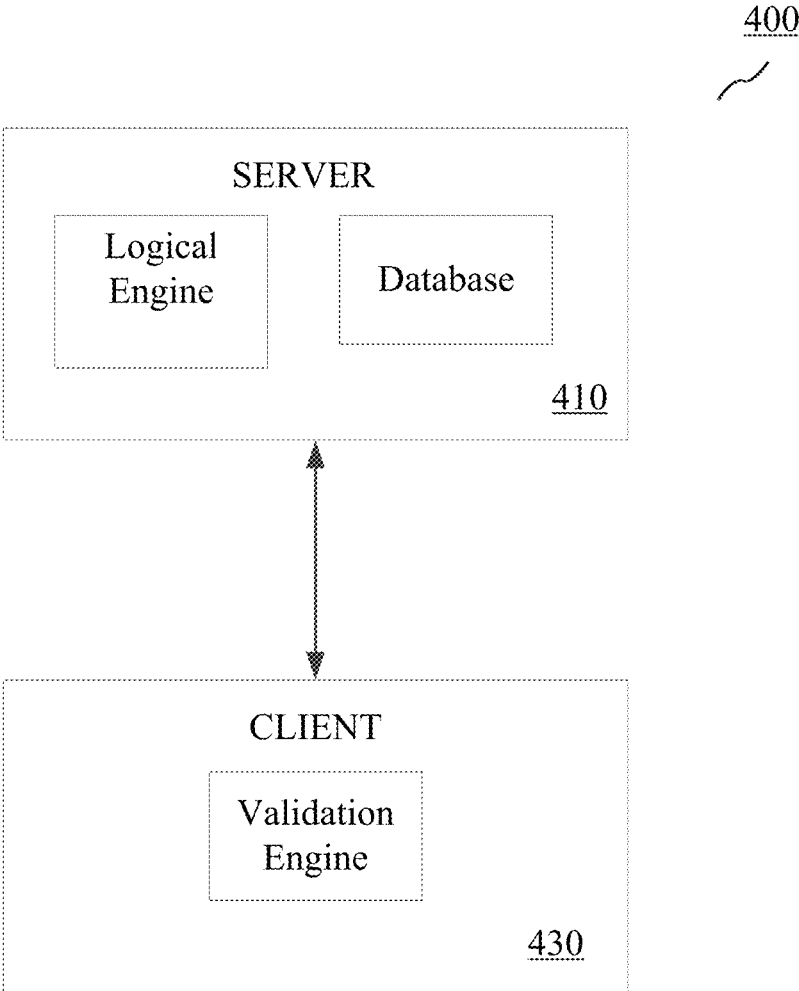 400
SERVER
Logical
Engine
Database
410
CLIENT
Validation
Engine
430